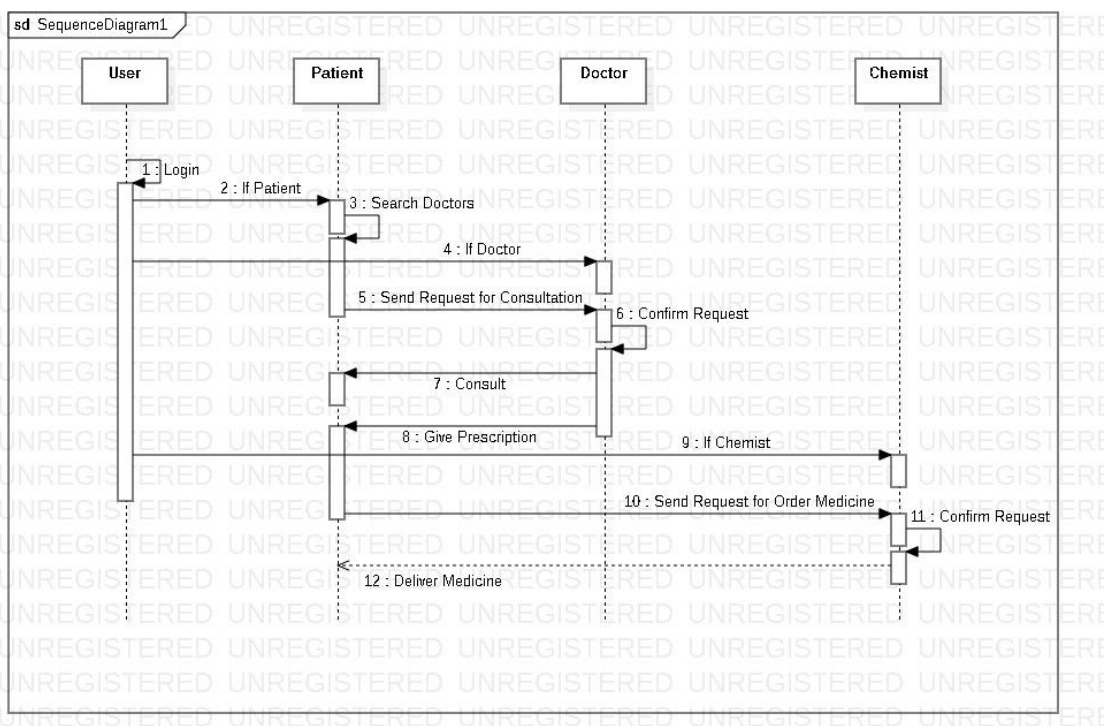 sd SequenceDiagram1
User
Patient
Doctor
Chemist
1 : Login
2 : If Patient
3 : Search Doctors
4 : If Doctor
5 : Send Request for Consultation
6 : Confirm Request
7 : Consult
8 : Give Prescription
9 : If Chemist
10 : Send Request for Order Medicine
11 : Confirm Request
12 : Deliver Medicine
UNREGISTERED